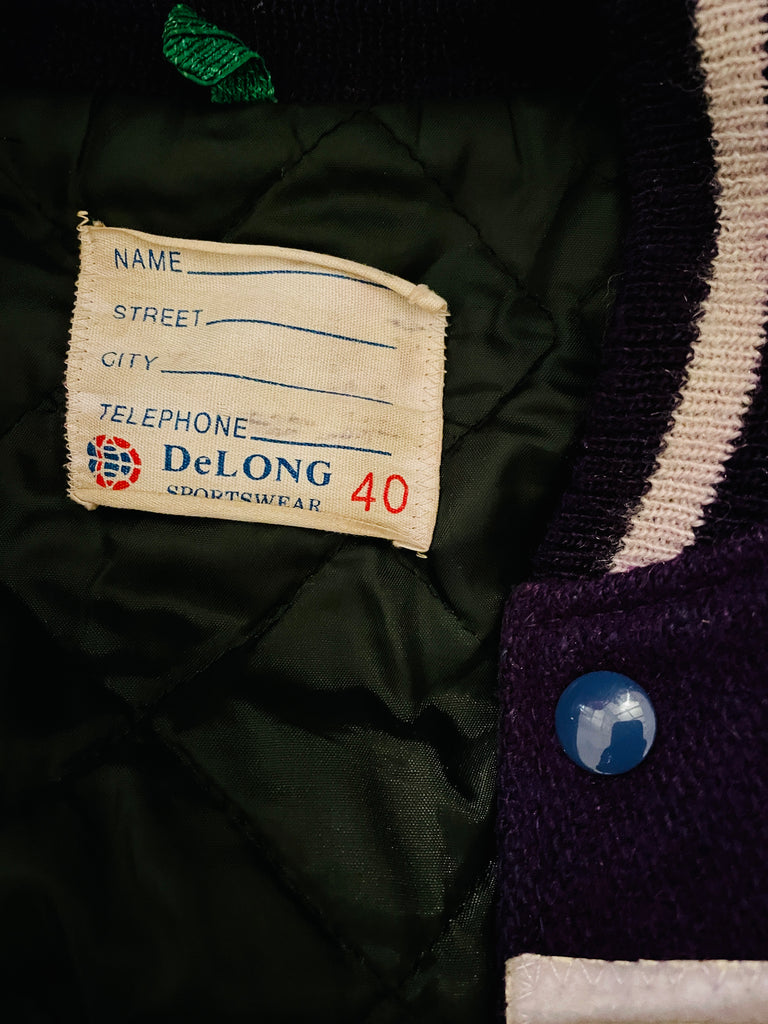 NAME
STREET
CITY
TELEPHONE
DeLONG
SPORTSWEAR
40